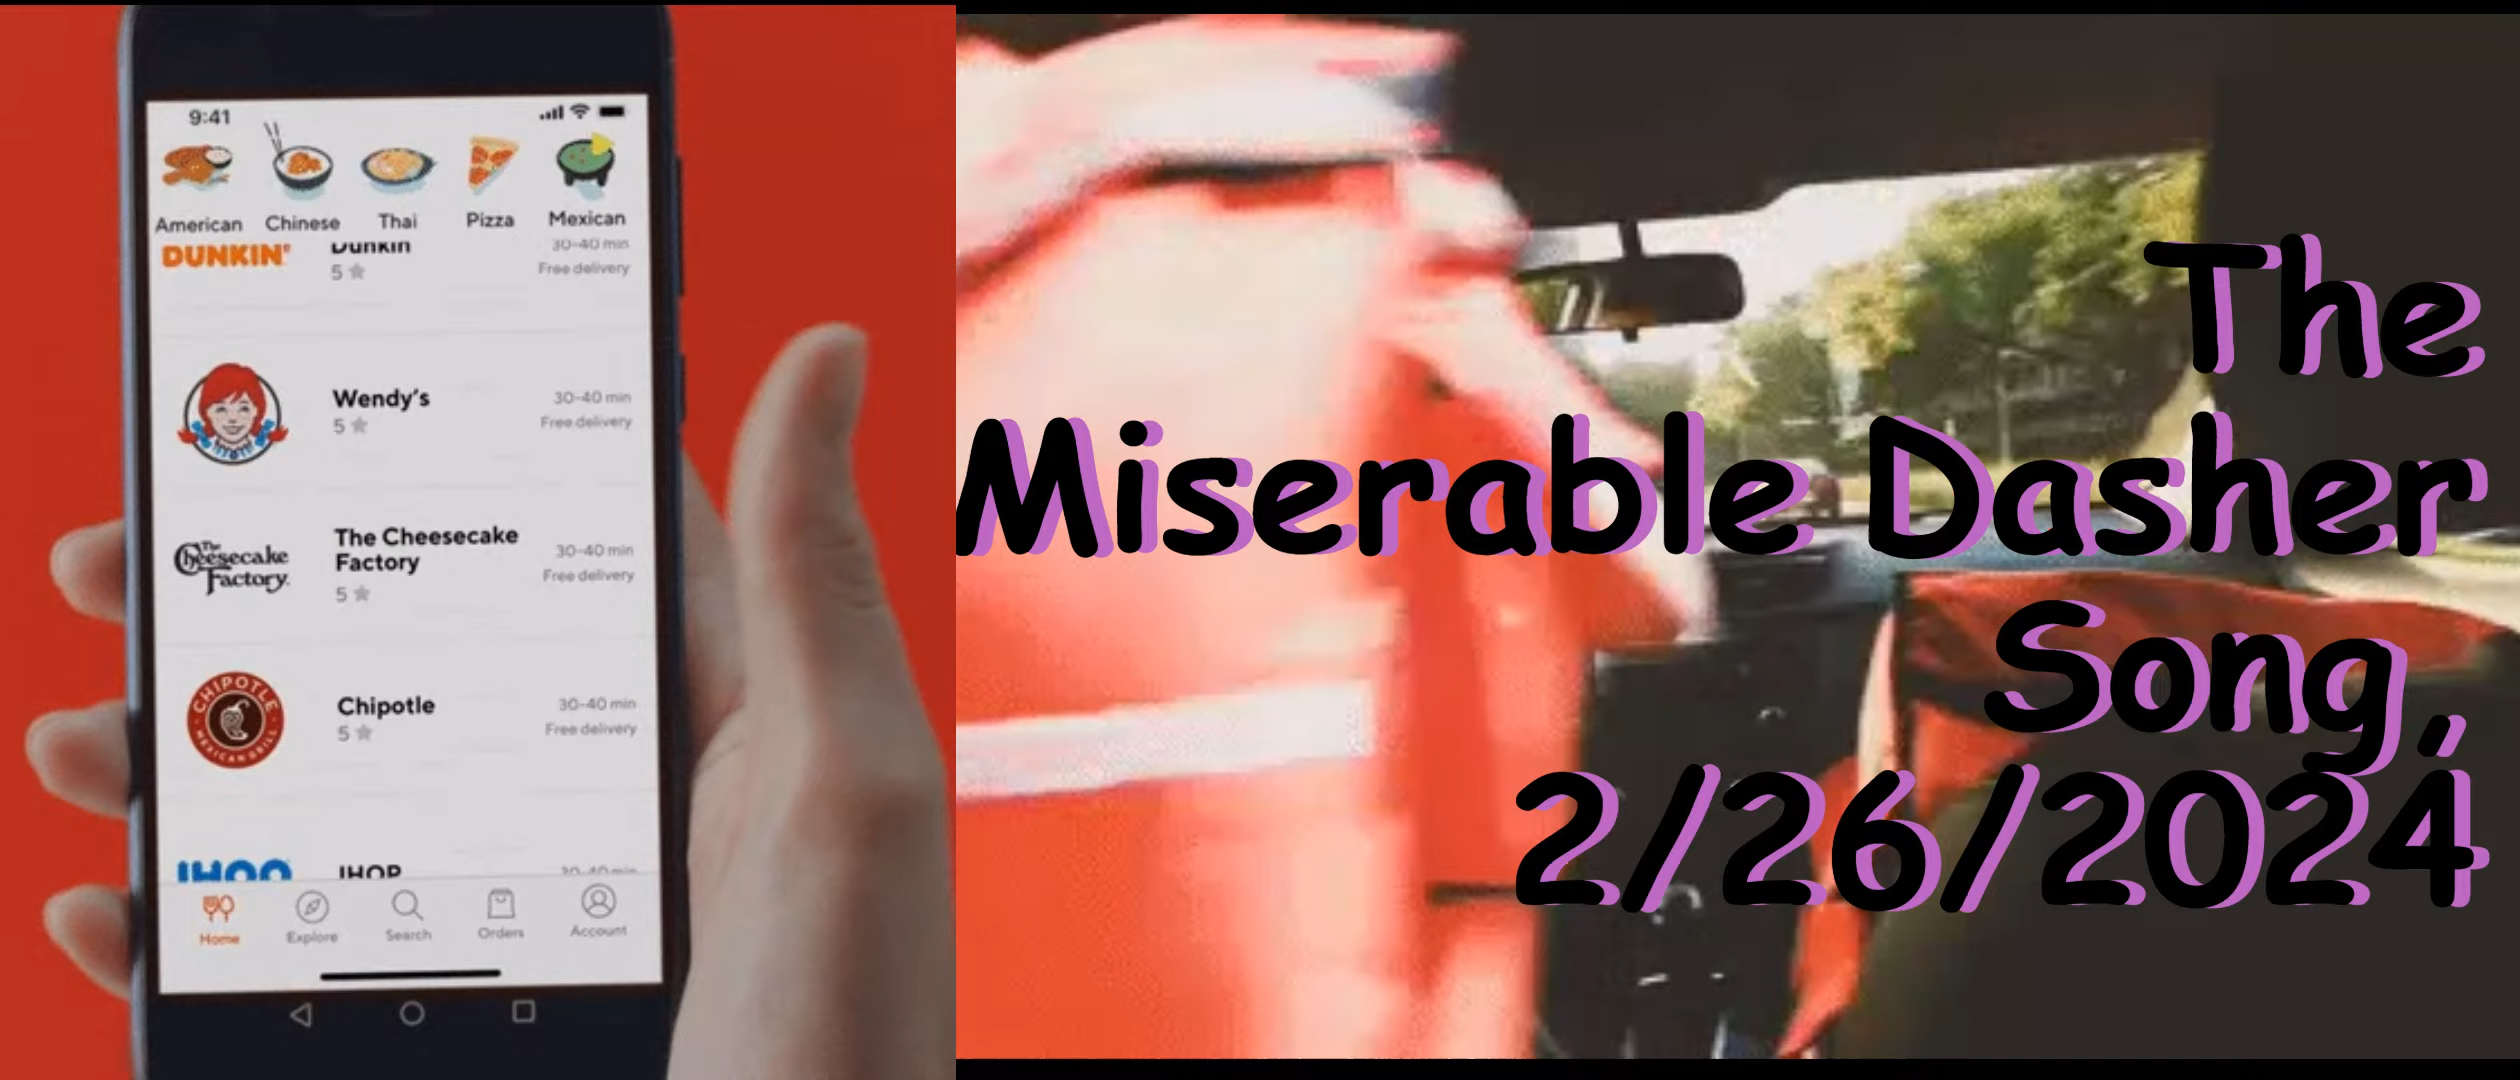 9:41
American Chinese Thai Pizza Mexican
DUNKIN' Dunkin 30-40 min
5 Free delivery
Wendy's 30-40 min
5 Free delivery
The Cheesecake Factory. The Cheesecake Factory 30-40 min
5 Free delivery
CHIPOTLE MEXICAN GRILL Chipotle 30-40 min
5 Free delivery
IHOP IHOP 30-40 min
Home Explore Search Orders Account
The
Miserable Dasher
Song,
2/26/2024